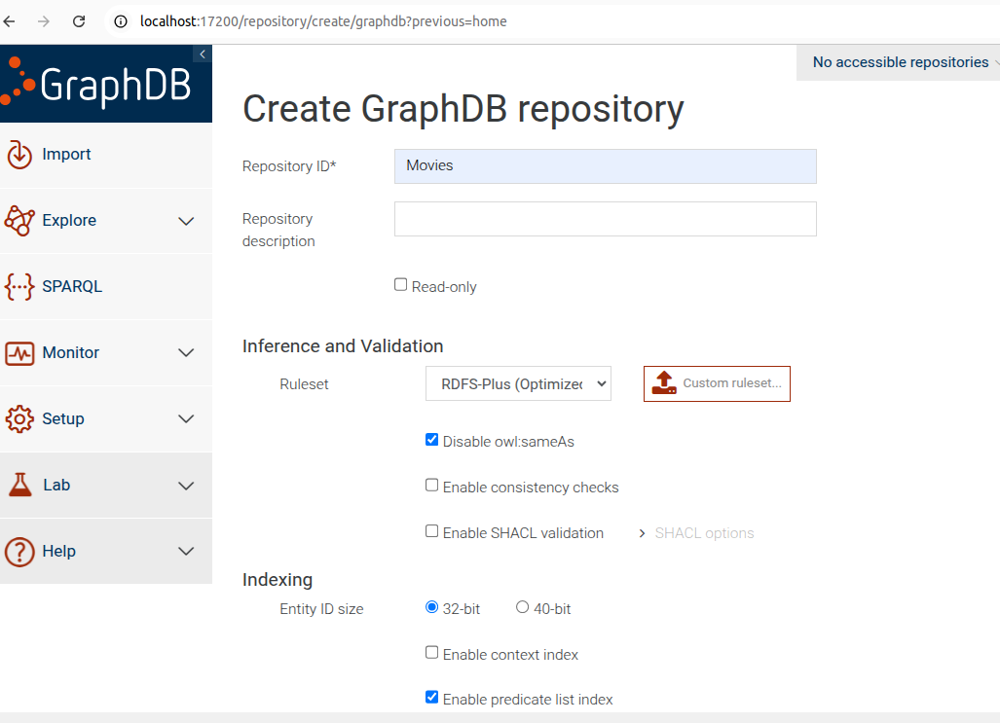 localhost:17200/repository/create/graphdb?previous=home
No accessible repositories
GraphDB
Create GraphDB repository
Import
Explore
SPARQL
Monitor
Setup
Lab
Help
Repository ID*
Movies
Repository
description
Read-only
Inference and Validation
Ruleset
RDFS-Plus (Optimized
Custom ruleset...
Disable owl:sameAs
Enable consistency checks
Enable SHACL validation
SHACL options
Indexing
Entity ID size
32-bit
40-bit
Enable context index
Enable predicate list index